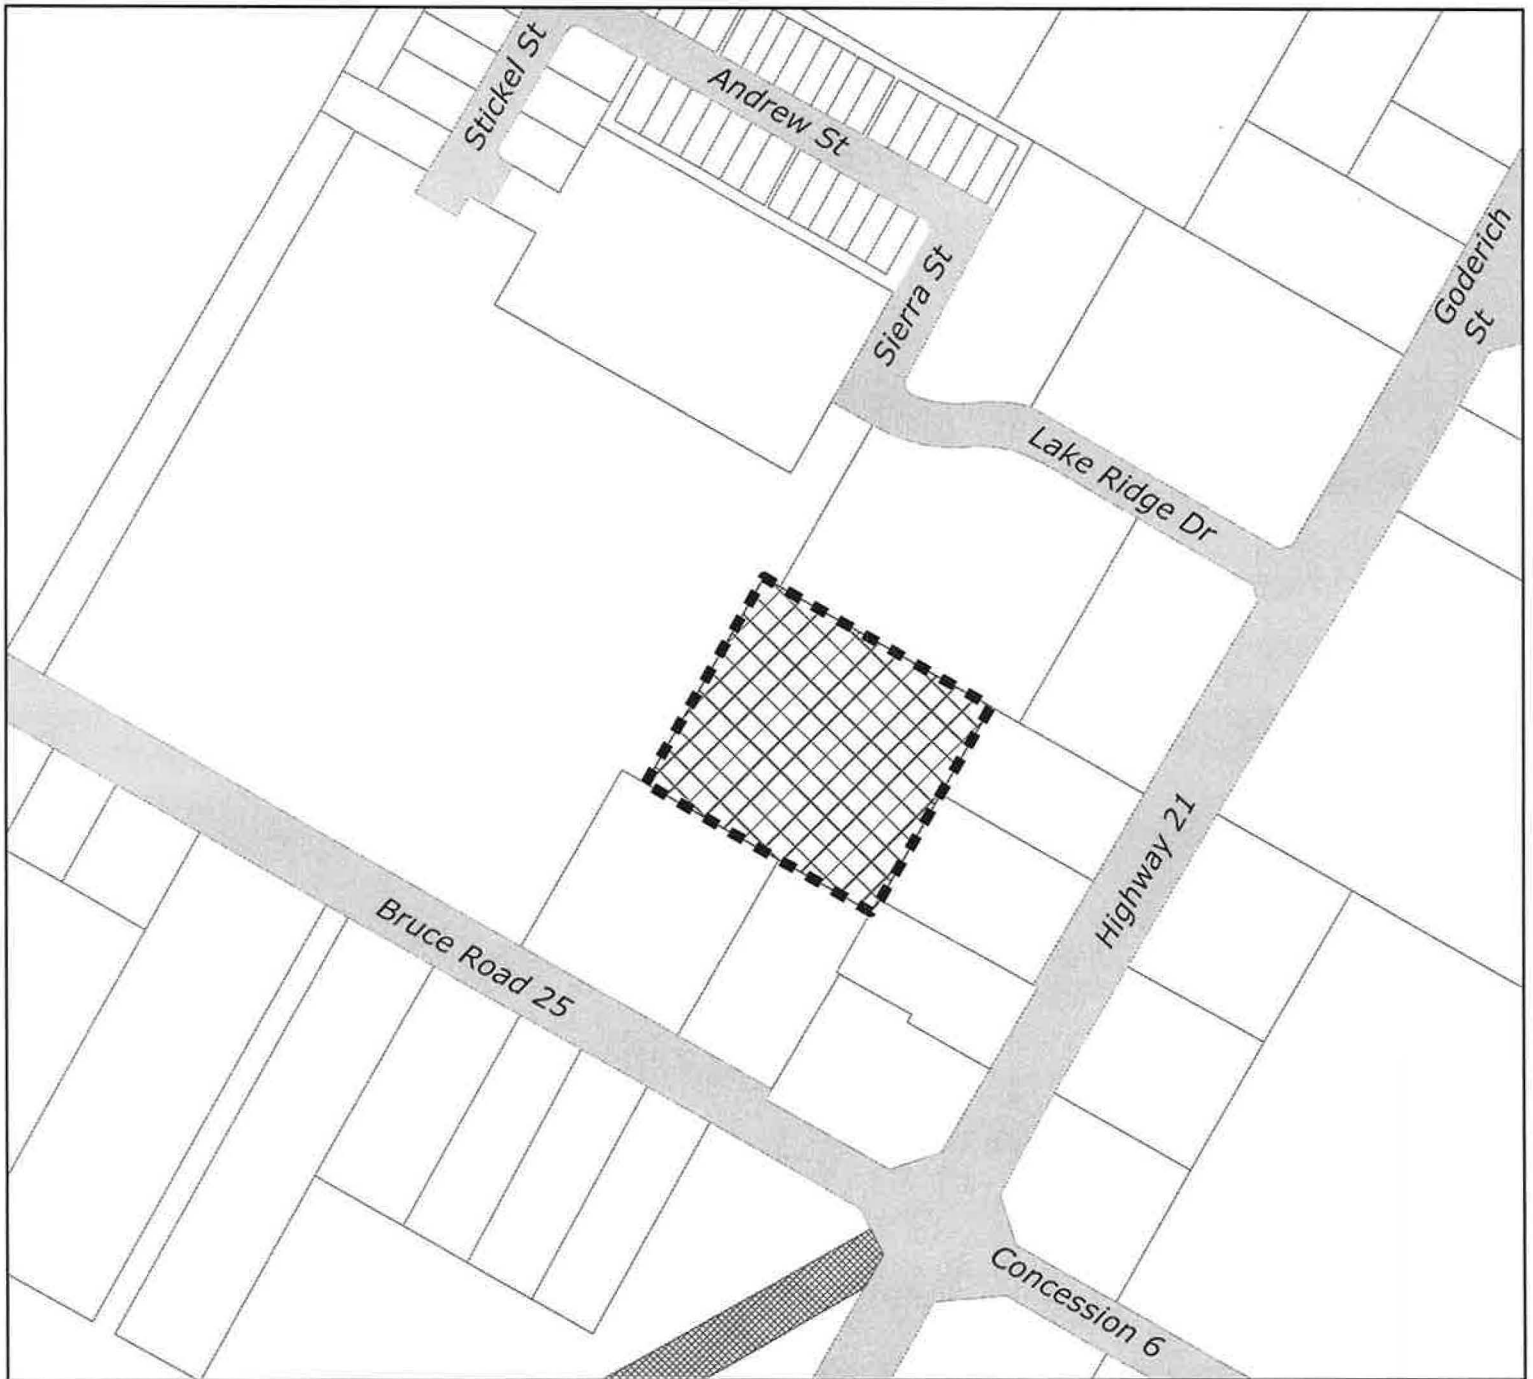 Stickel St
Andrew St
Sierra St
Goderich
St
Lake Ridge Dr
Highway 21
Bruce Road 25
Concession 6